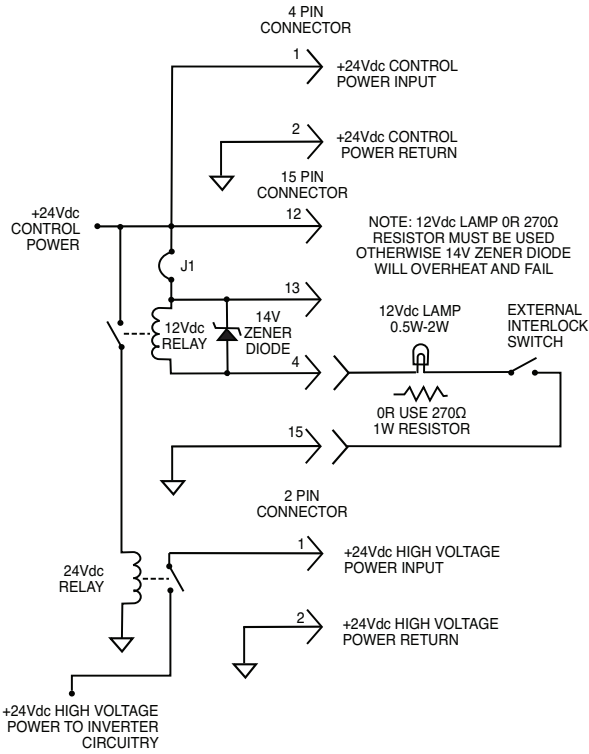 4 PIN
CONNECTOR
1
+24Vdc CONTROL
POWER INPUT
2
+24Vdc CONTROL
POWER RETURN
15 PIN
CONNECTOR
+24Vdc
CONTROL
POWER
12
NOTE: 12Vdc LAMP 0R 270Ω
RESISTOR MUST BE USED
OTHERWISE 14V ZENER DIODE
WILL OVERHEAT AND FAIL
J1
13
12Vdc
RELAY
14V
ZENER
DIODE
12Vdc LAMP
0.5W-2W
EXTERNAL
INTERLOCK
SWITCH
4
0R USE 270Ω
1W RESISTOR
15
2 PIN
CONNECTOR
1
+24Vdc HIGH VOLTAGE
POWER INPUT
24Vdc
RELAY
2
+24Vdc HIGH VOLTAGE
POWER RETURN
+24Vdc HIGH VOLTAGE
POWER TO INVERTER
CIRCUITRY